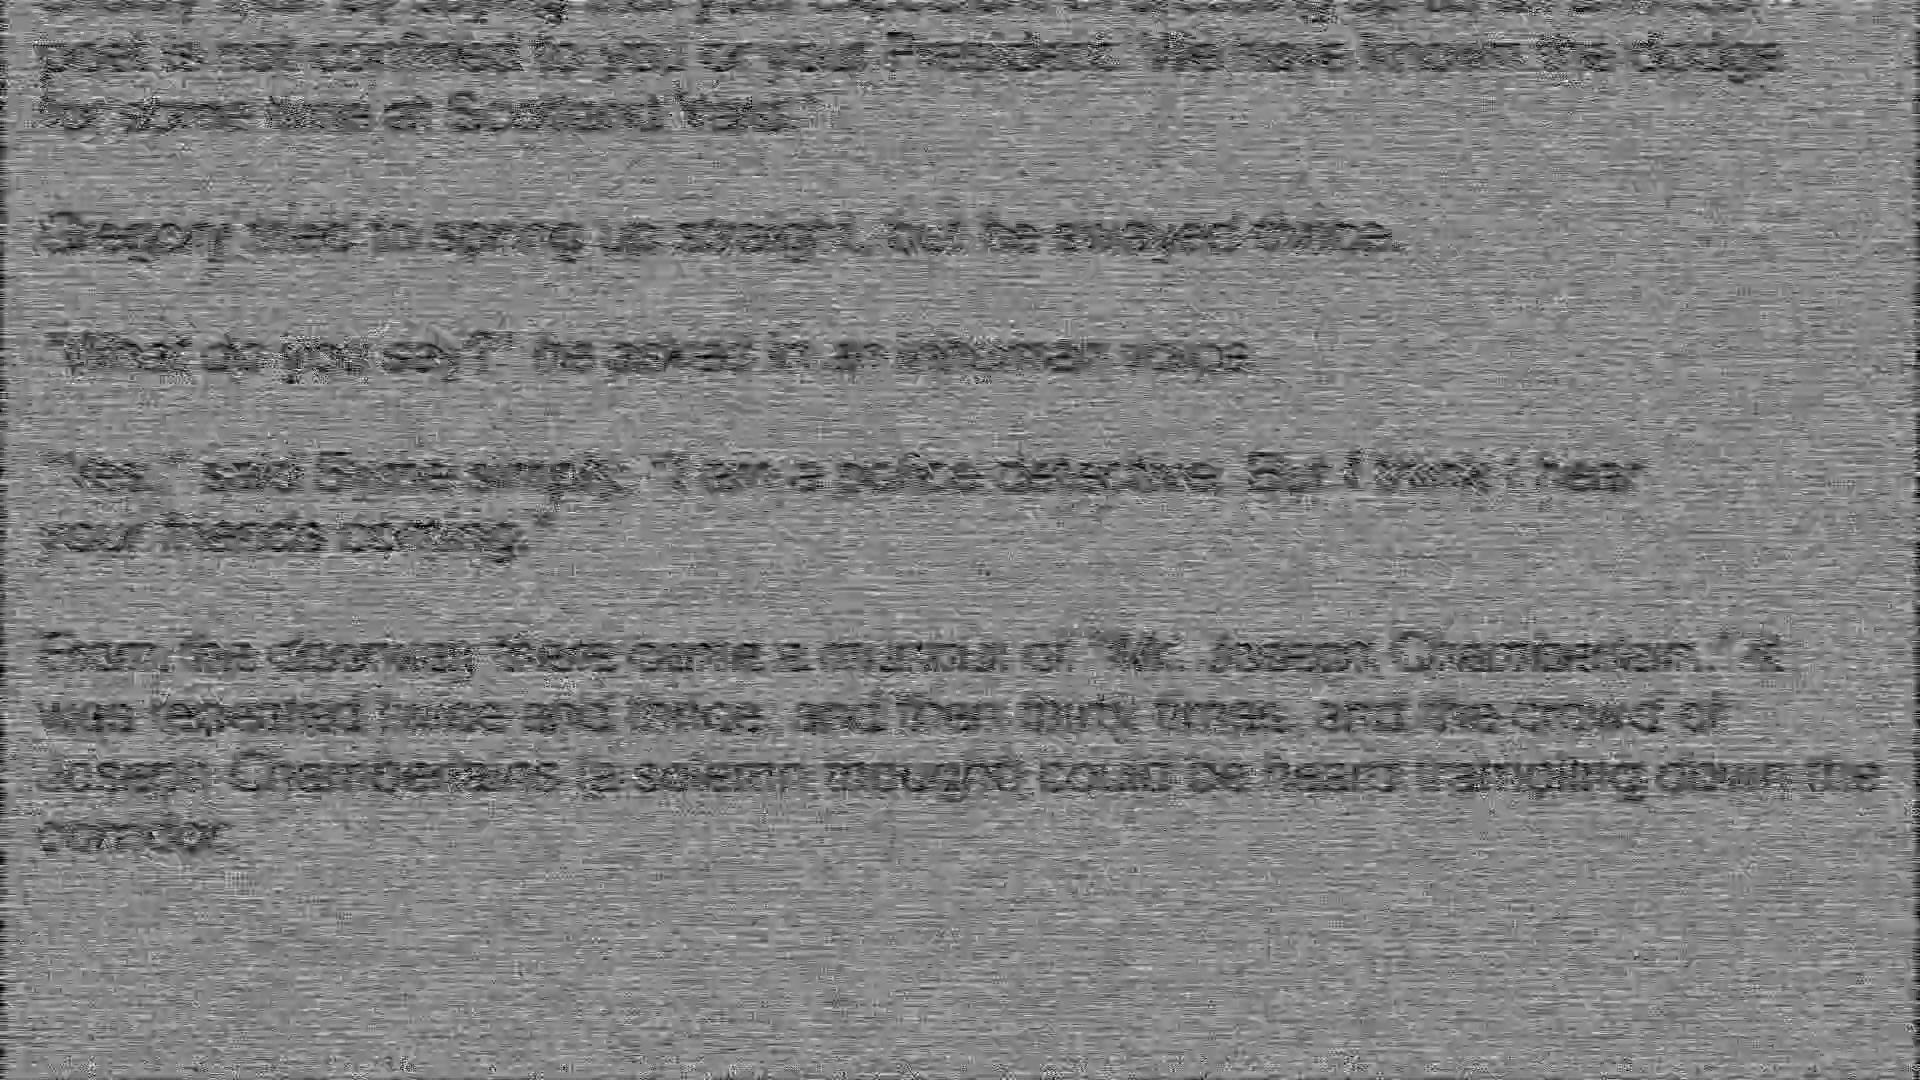 poet is not confined to you or your President. We have known the dodge
for some time at Scotland Yard."
Gregory tried to spring up straight, but he swayed thrice.
"What do you say?" he asked in an inhuman voice.
"Yes," said Syme simply, "I am a police detective. But I think I hear
your friends coming."
From the doorway there came a murmur of "Mr. Joseph Chamberlain." It
was repeated twice and thrice, and then thirty times, and the crowd of
Joseph Chamberlains (a solemn thought) could be heard trampling down the
corridor.